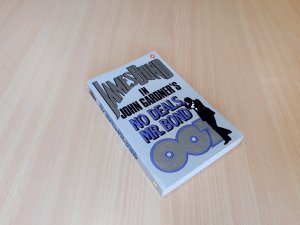 JAMES BOND
IN
JOHN GARDNER'S
NO DEALS,
MR. BOND
007